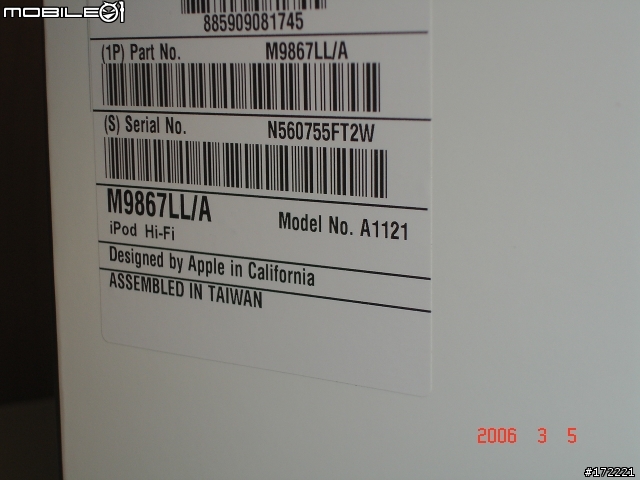 MOBILE01
885909081745
(1P) Part No. M9867LL/A
(S) Serial No. N560755FT2W
M9867LL/A
iPod Hi-Fi
Model No. A1121
Designed by Apple in California
ASSEMBLED IN TAIWAN
2006 3 5
#172221